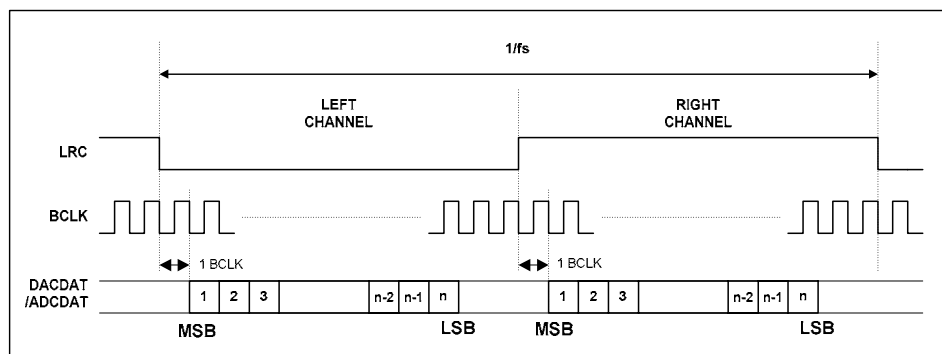 1/fs
LEFT
CHANNEL
RIGHT
CHANNEL
LRC
BCLK
1 BCLK
1 BCLK
DACDAT
/ADCDAT
1 2 3 n-2 n-1 n 1 2 3 n-2 n-1 n
MSB LSB MSB LSB